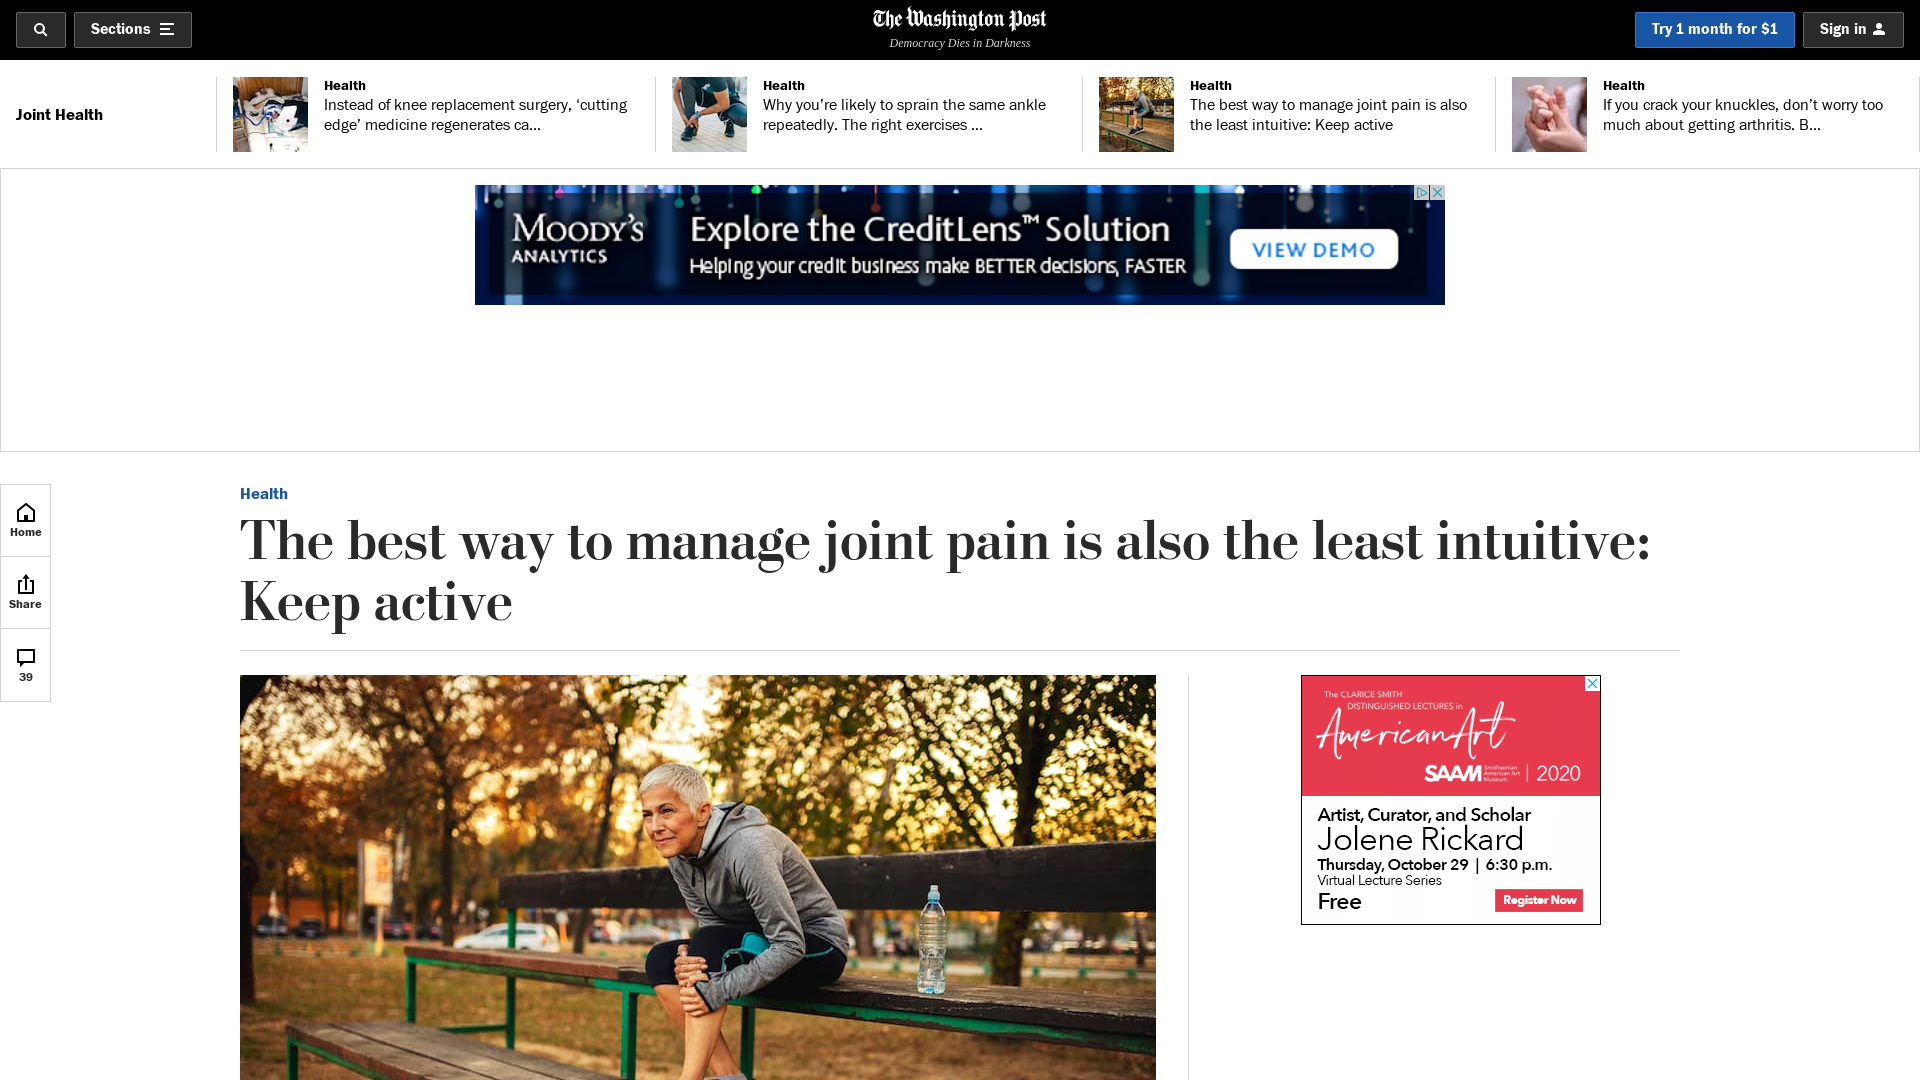 Sections
The Washington Post
Democracy Dies in Darkness
Try 1 month for $1
Sign in
Joint Health
Health
Instead of knee replacement surgery, ‘cutting
edge’ medicine regenerates ca...
Health
Why you’re likely to sprain the same ankle
repeatedly. The right exercises ...
Health
The best way to manage joint pain is also
the least intuitive: Keep active
Health
If you crack your knuckles, don’t worry too
much about getting arthritis. B...
MOODY’S
ANALYTICS
Explore the CreditLens™ Solution
Helping your credit business make BETTER decisions, FASTER
VIEW DEMO
Home
Share
39
Health
The best way to manage joint pain is also the least intuitive:
Keep active
The CLARICE SMITH
DISTINGUISHED LECTURES in
American Art
SAAM
Smithsonian
American Art
Museum
2020
Artist, Curator, and Scholar
Jolene Rickard
Thursday, October 29 | 6:30 p.m.
Virtual Lecture Series
Free
Register Now